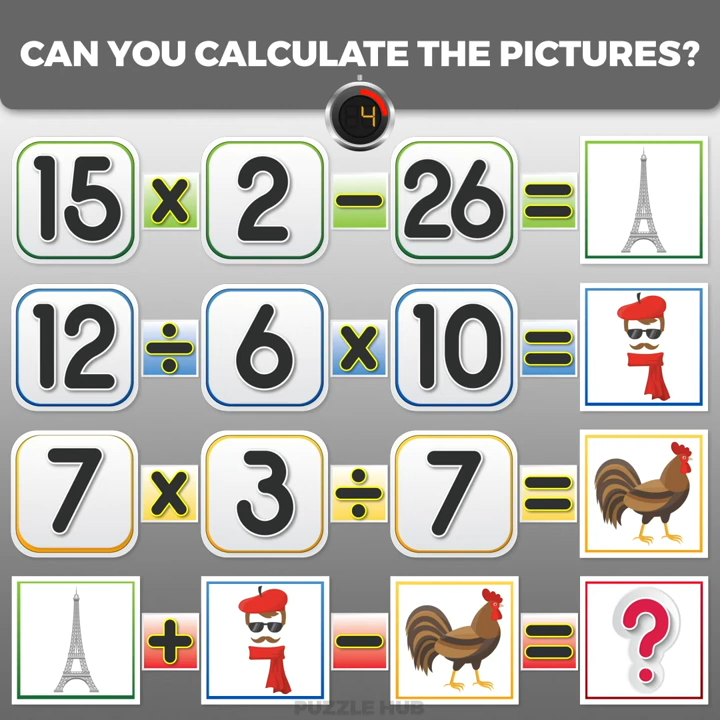 CAN YOU CALCULATE THE PICTURES?
4
15 x 2 − 26 =
12 ÷ 6 x 10 =
7 x 3 ÷ 7 =
+ − = ?
PUZZLE HUB